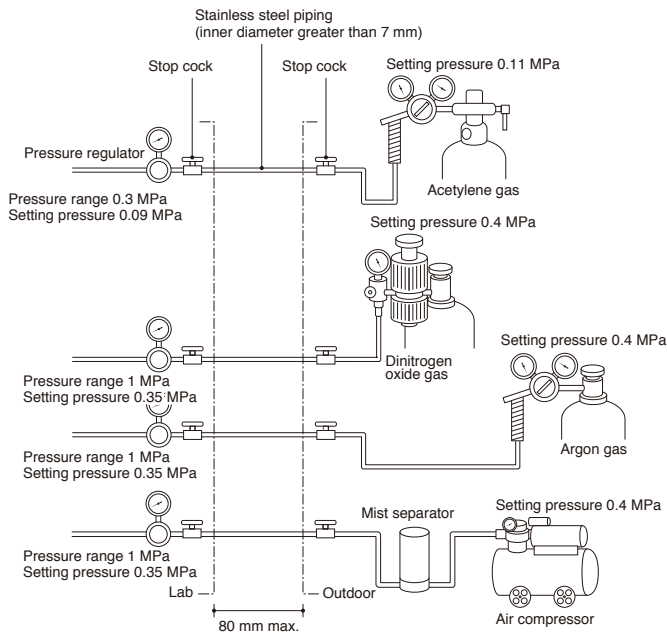 Stainless steel piping
(inner diameter greater than 7 mm)
Stop cock
Stop cock
Setting pressure 0.11 MPa
Pressure regulator
Pressure range 0.3 MPa
Setting pressure 0.09 MPa
Acetylene gas
Setting pressure 0.4 MPa
Dinitrogen
oxide gas
Setting pressure 0.4 MPa
Pressure range 1 MPa
Setting pressure 0.35 MPa
Argon gas
Pressure range 1 MPa
Setting pressure 0.35 MPa
Mist separator
Setting pressure 0.4 MPa
Pressure range 1 MPa
Setting pressure 0.35 MPa
Lab
Outdoor
80 mm max.
Air compressor